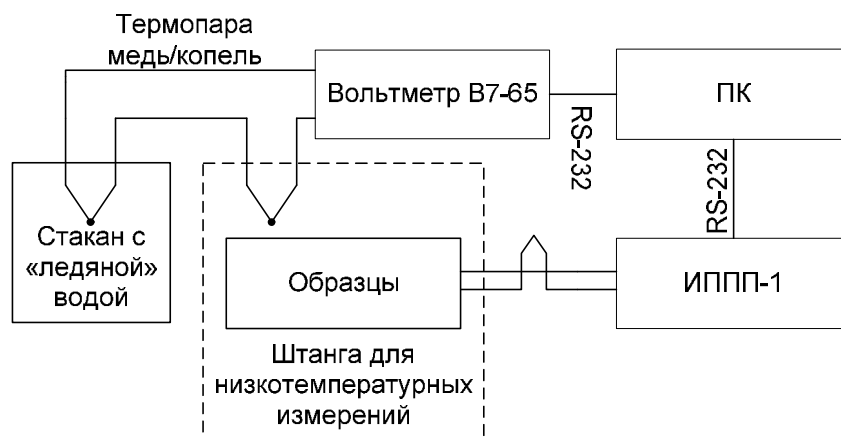 Термопара
медь/копель
Вольтметр В7-65
ПК
RS-232
RS-232
Стакан с
«ледяной»
водой
Образцы
ИППП-1
Штанга для
низкотемпературных
измерений